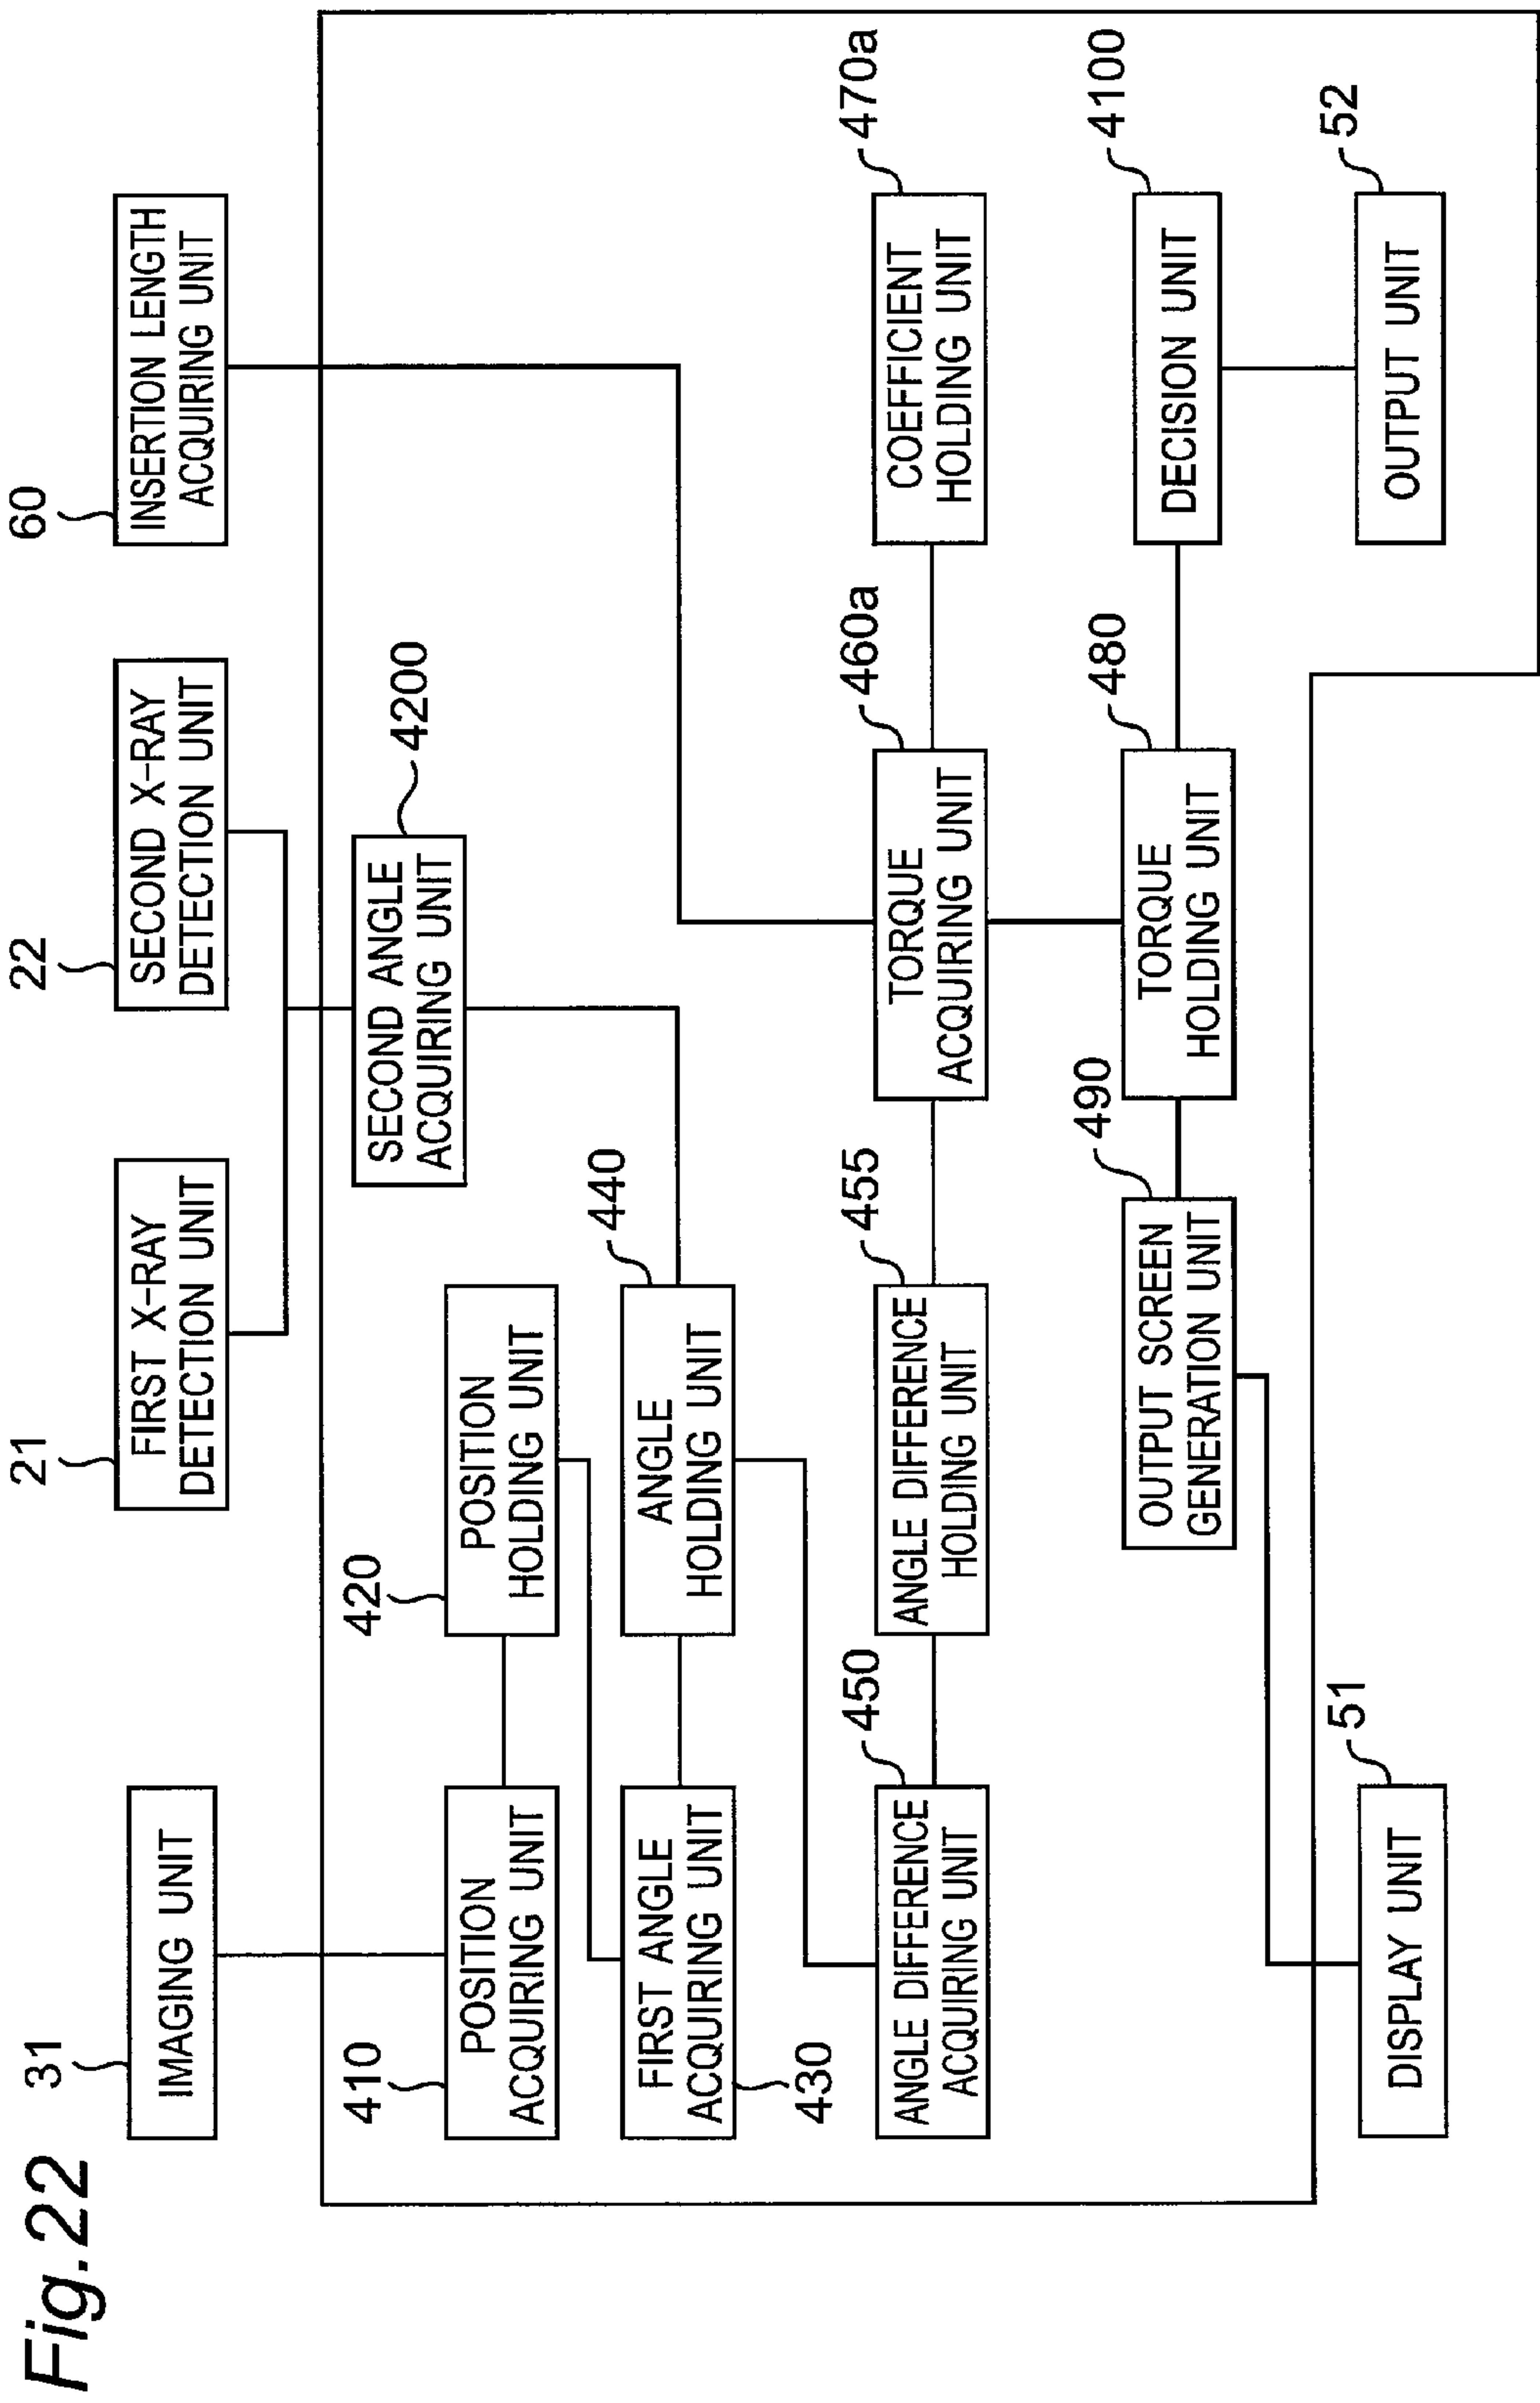 Fig.22
31
IMAGING UNIT
21
FIRST X-RAY
DETECTION UNIT
22
SECOND X-RAY
DETECTION UNIT
60
INSERTION LENGTH
ACQUIRING UNIT
4200
SECOND ANGLE
ACQUIRING UNIT
410
POSITION
ACQUIRING UNIT
420
POSITION
HOLDING UNIT
FIRST ANGLE
ACQUIRING UNIT
430
440
ANGLE
HOLDING UNIT
450
ANGLE DIFFERENCE
ACQUIRING UNIT
455
ANGLE DIFFERENCE
HOLDING UNIT
460a
TORQUE
ACQUIRING UNIT
470a
COEFFICIENT
HOLDING UNIT
490
OUTPUT SCREEN
GENERATION UNIT
480
TORQUE
HOLDING UNIT
4100
DECISION UNIT
51
DISPLAY UNIT
52
OUTPUT UNIT